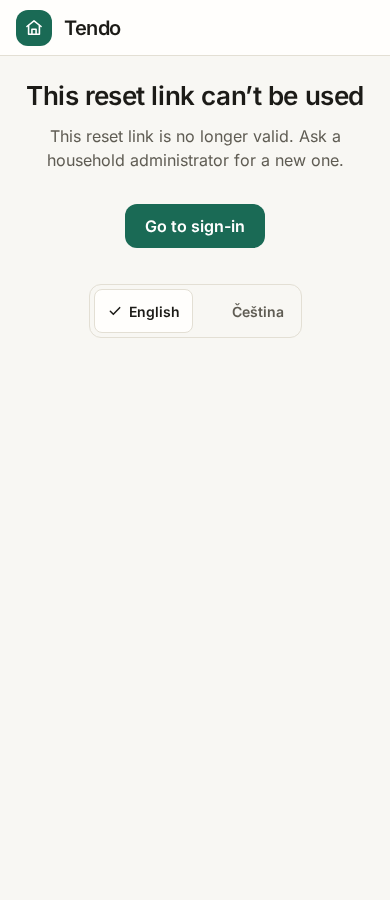 Tendo
This reset link can’t be used
This reset link is no longer valid. Ask a
household administrator for a new one.
Go to sign-in
English
Čeština